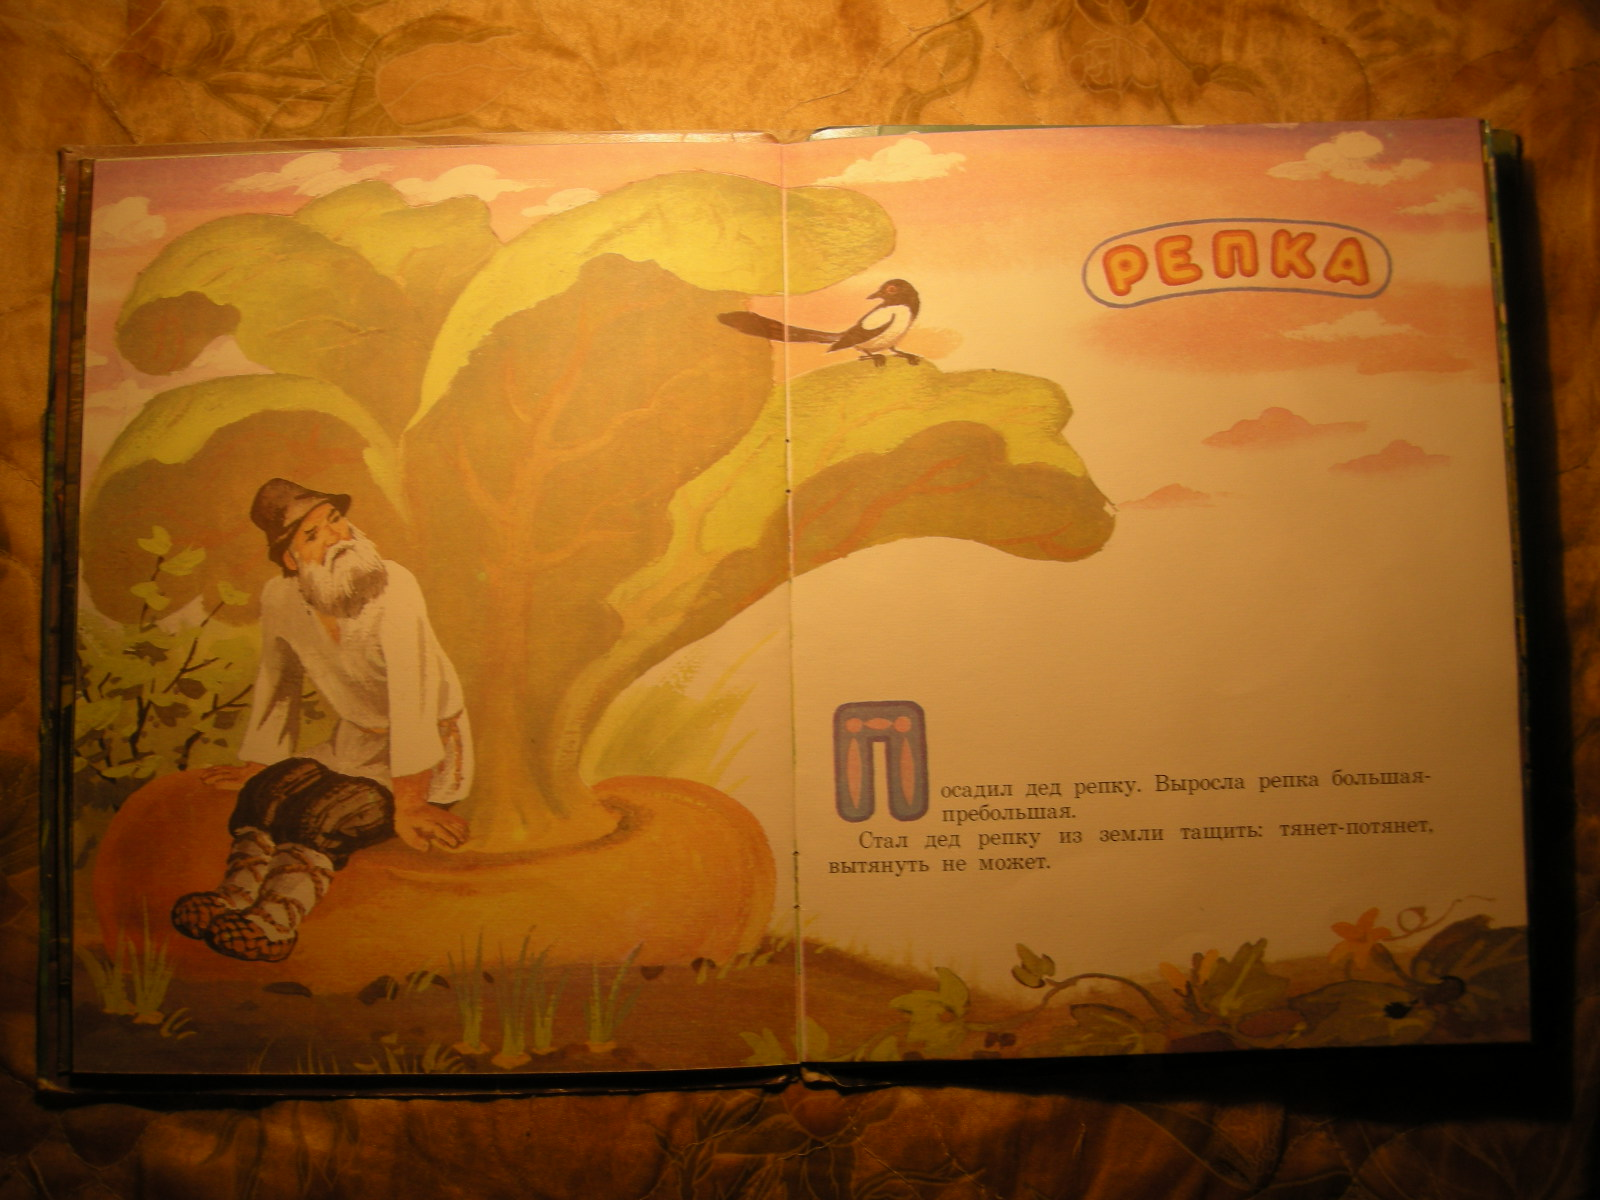 РЕПКА
Посадил дед репку. Выросла репка большая-
пребольшая.
Стал дед репку из земли тащить: тянет-потянет,
вытянуть не может.